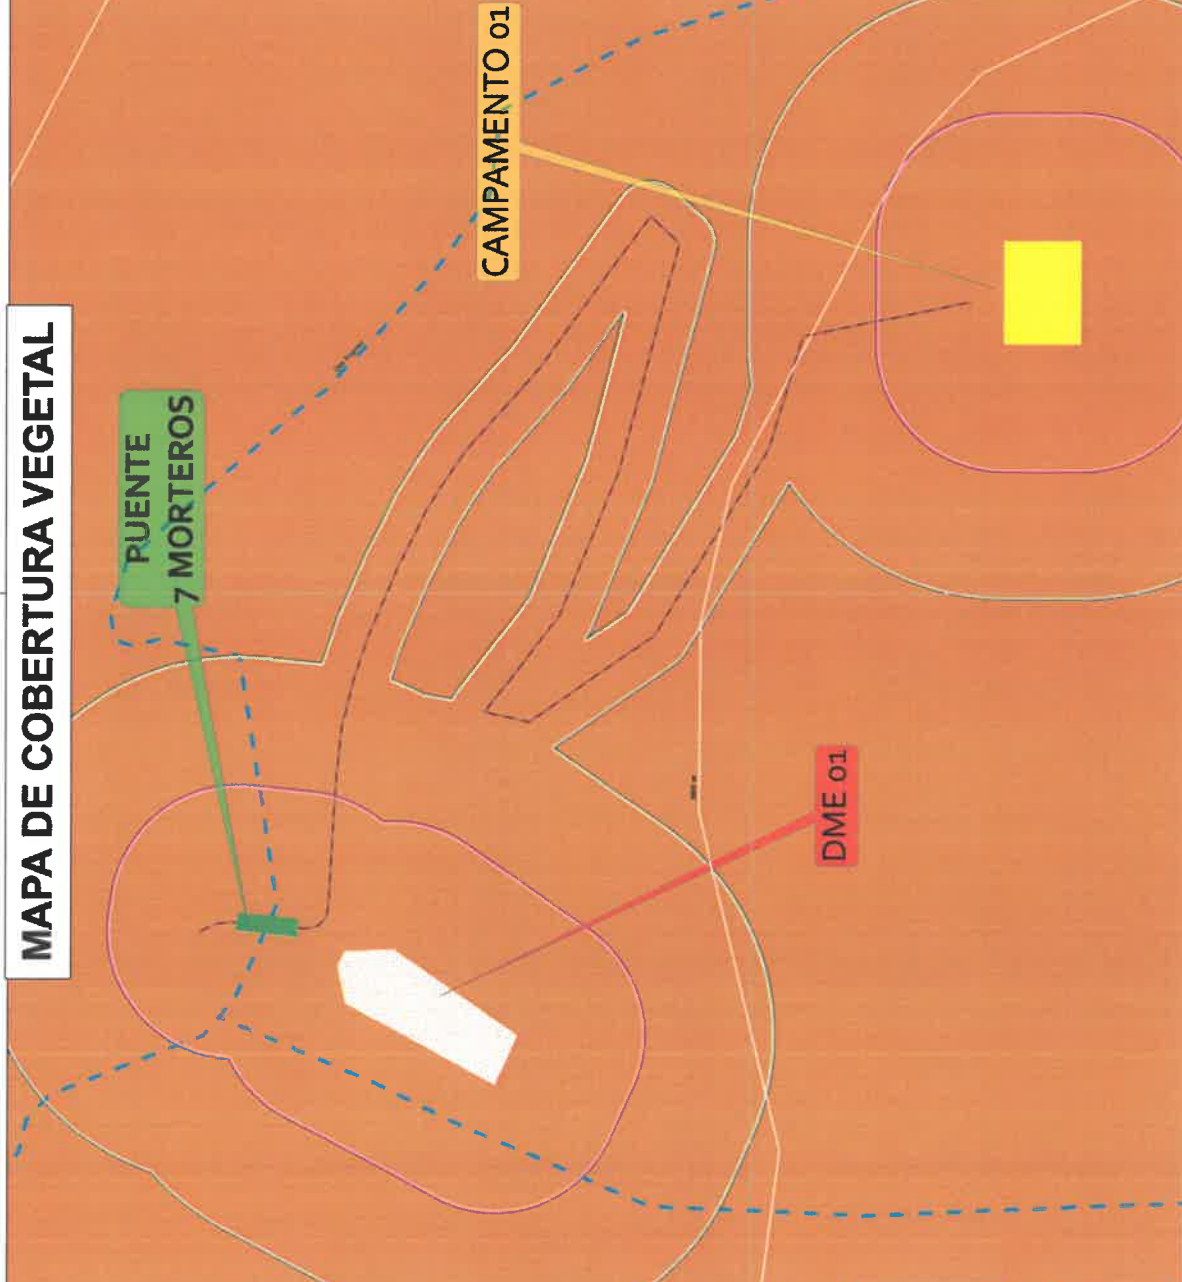 MAPA DE COBERTURA VEGETAL
PUENTE
7 MORTEROS
CAMPAMENTO 01
DME 01